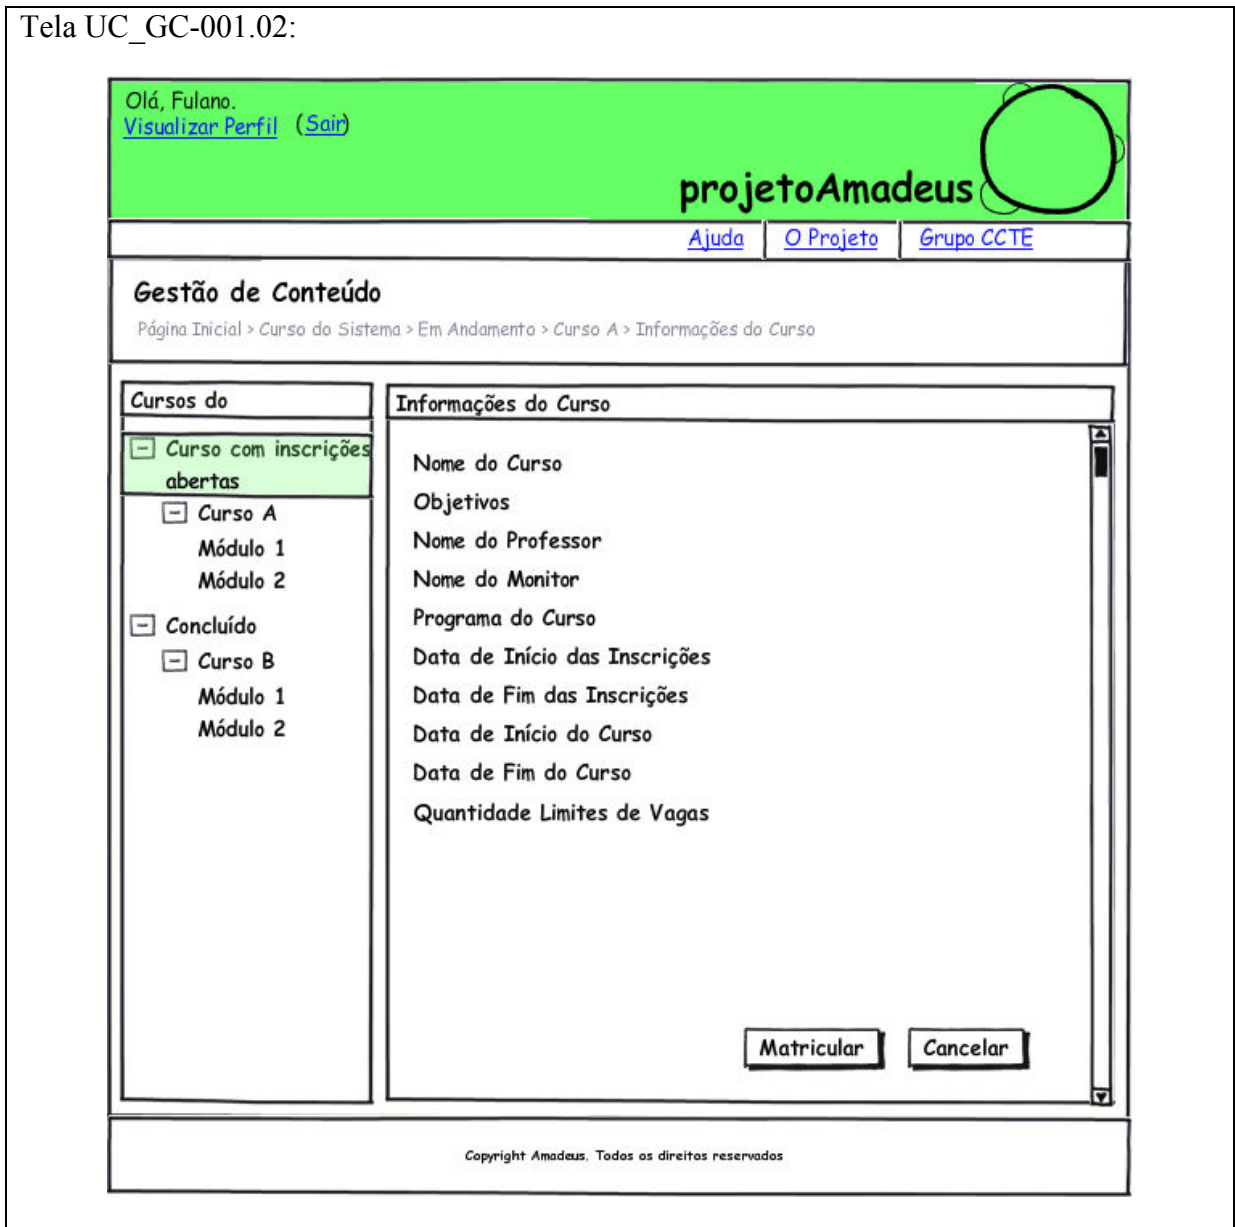 Tela UC_GC-001.02:
Olá, Fulano.
Visualizar Perfil (Sair)
projetoAmadeus
Ajuda O Projeto Grupo CCTE
Gestão de Conteúdo
Página Inicial > Curso do Sistema > Em Andamento > Curso A > Informações do Curso
Cursos do
Curso com inscrições
abertas
Curso A
Módulo 1
Módulo 2
Concluído
Curso B
Módulo 1
Módulo 2
Informações do Curso
Nome do Curso
Objetivos
Nome do Professor
Nome do Monitor
Programa do Curso
Data de Início das Inscrições
Data de Fim das Inscrições
Data de Início do Curso
Data de Fim do Curso
Quantidade Limites de Vagas
Matricular Cancelar
Copyright Amadeus. Todos os direitos reservados